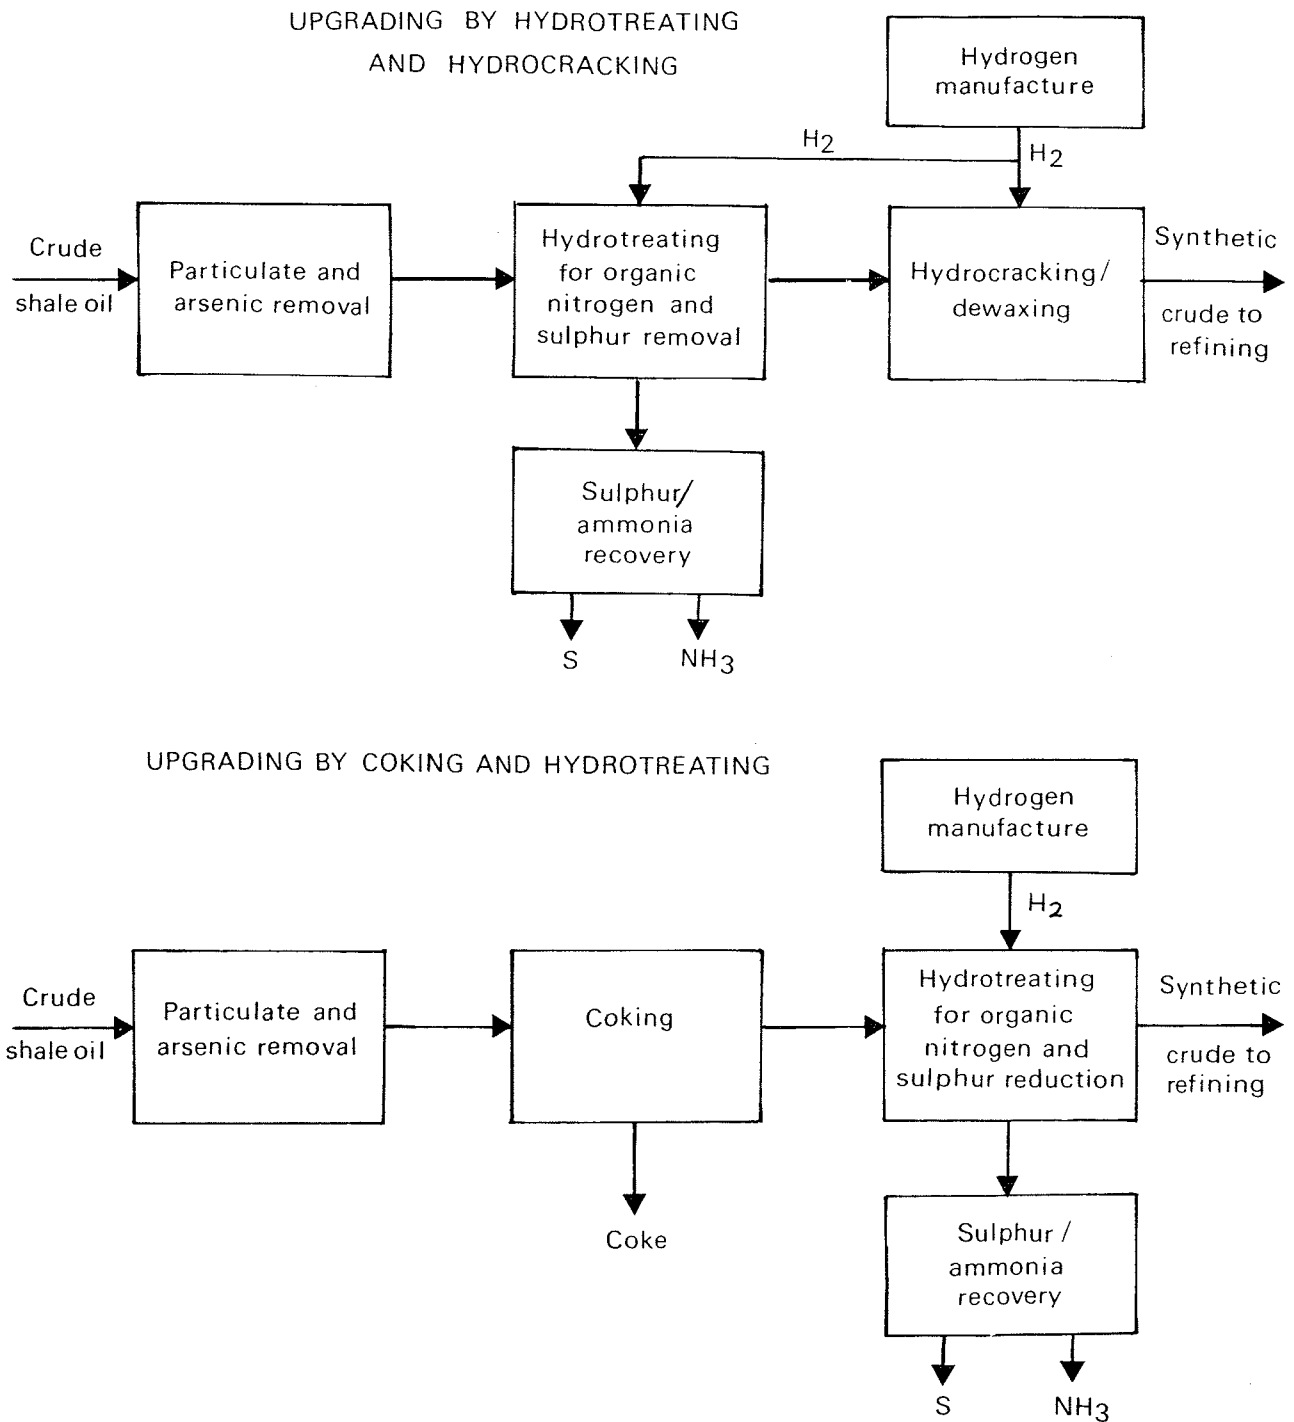 UPGRADING BY HYDROTREATING
AND HYDROCRACKING
Hydrogen
manufacture
H2
H2
Crude
shale oil
Particulate and
arsenic removal
Hydrotreating
for organic
nitrogen and
sulphur removal
Hydrocracking/
dewaxing
Synthetic
crude to
refining
Sulphur/
ammonia
recovery
S
NH3
UPGRADING BY COKING AND HYDROTREATING
Hydrogen
manufacture
H2
Crude
shale oil
Particulate and
arsenic removal
Coking
Hydrotreating
for organic
nitrogen and
sulphur reduction
Synthetic
crude to
refining
Coke
Sulphur/
ammonia
recovery
S
NH3